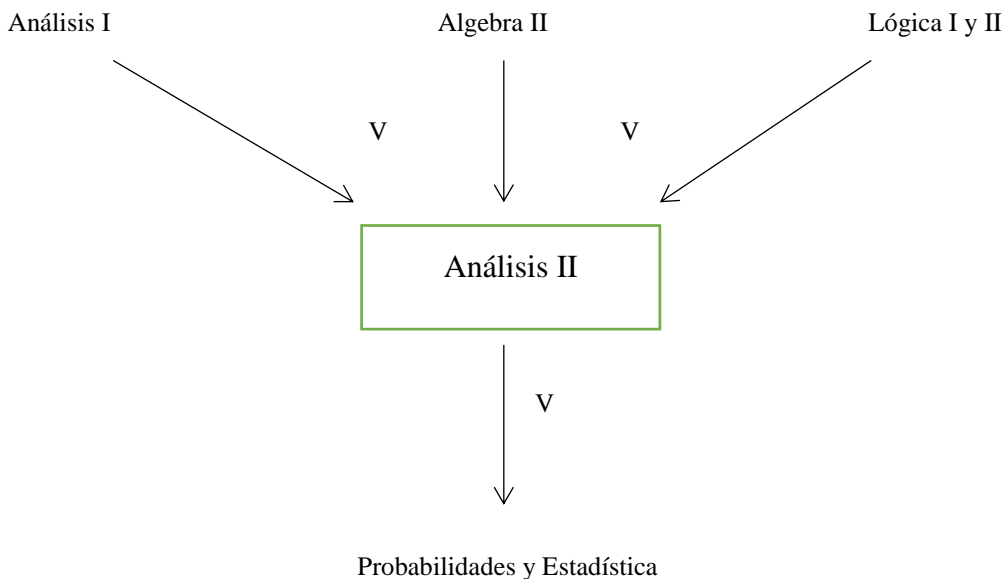 Análisis I
Algebra II
Lógica I y II
V
V
Análisis II
V
Probabilidades y Estadística